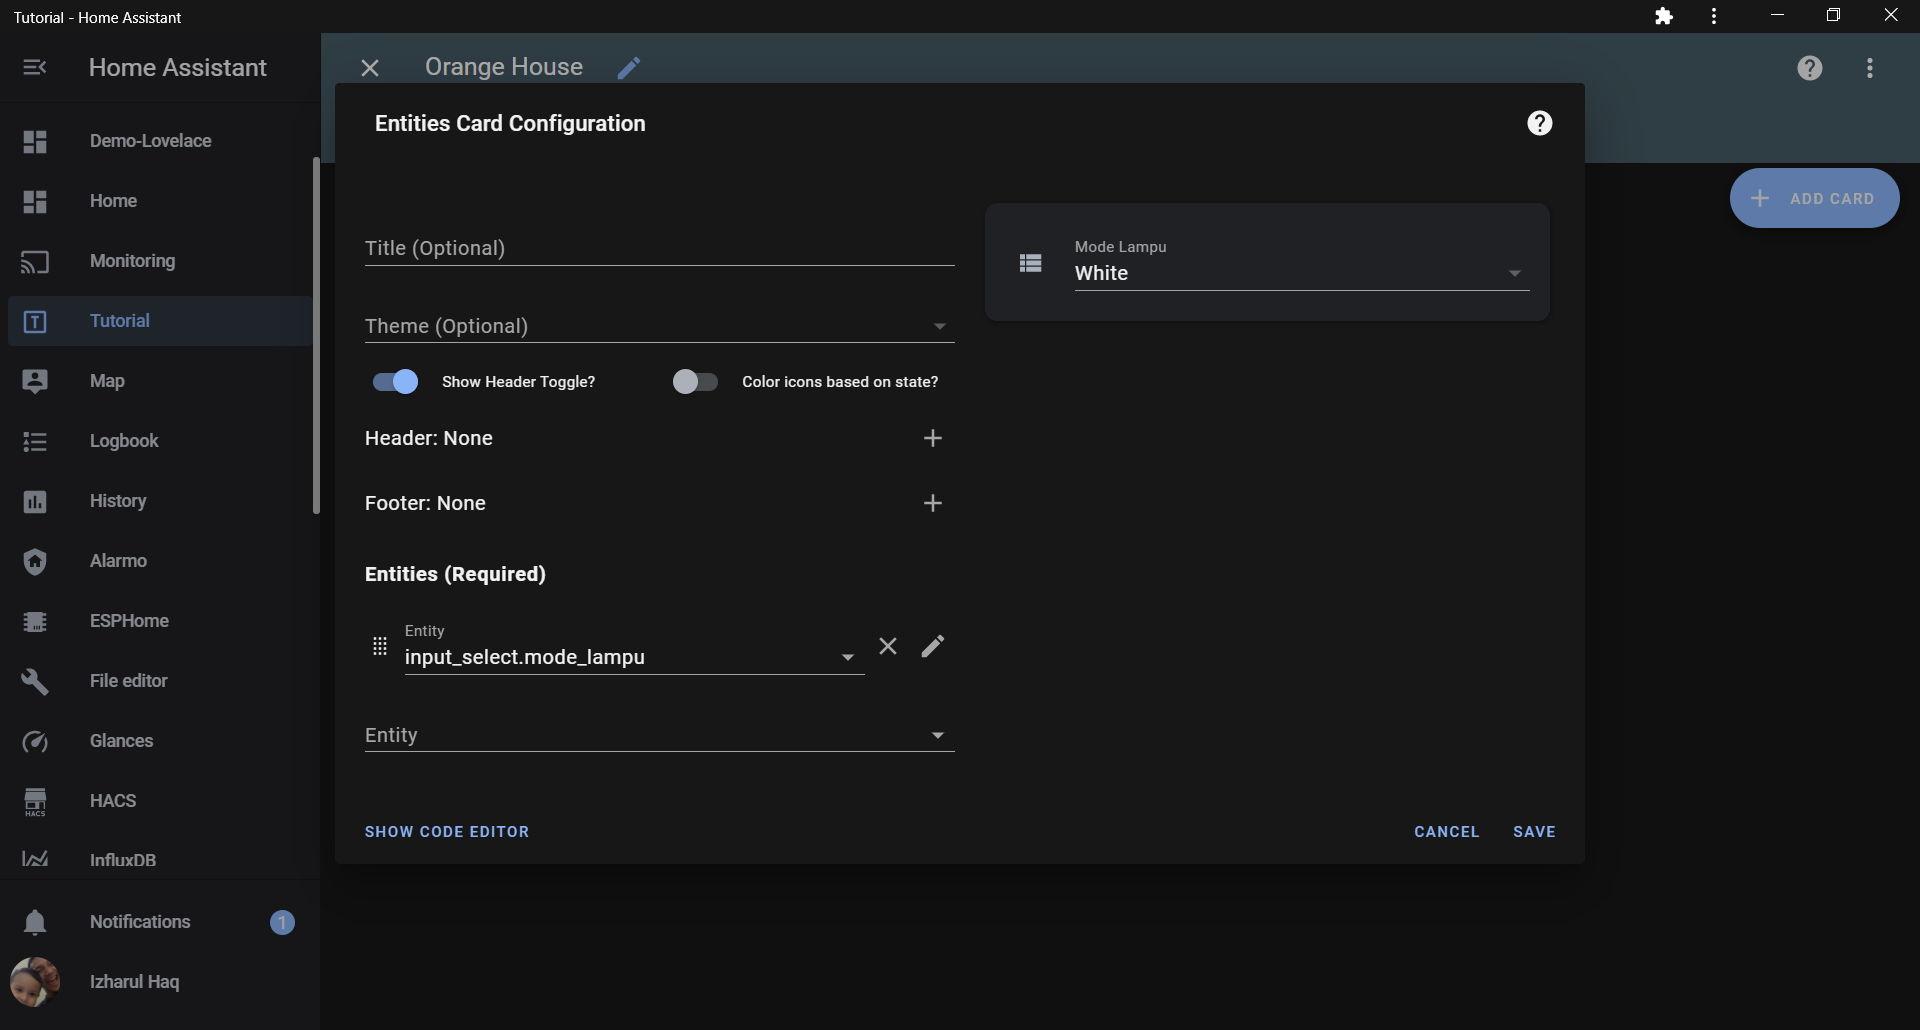 Tutorial - Home Assistant
Home Assistant
Orange House
Demo-Lovelace
Home
Monitoring
Tutorial
Map
Logbook
History
Alarmo
ESPHome
File editor
Glances
HACS
HACS
InfluxDB
Notifications
1
Izharul Haq
Entities Card Configuration
Title (Optional)
Theme (Optional)
Show Header Toggle?
Color icons based on state?
Header: None
Footer: None
Entities (Required)
Entity
input_select.mode_lampu
Entity
SHOW CODE EDITOR
Mode Lampu
White
CANCEL
SAVE
ADD CARD